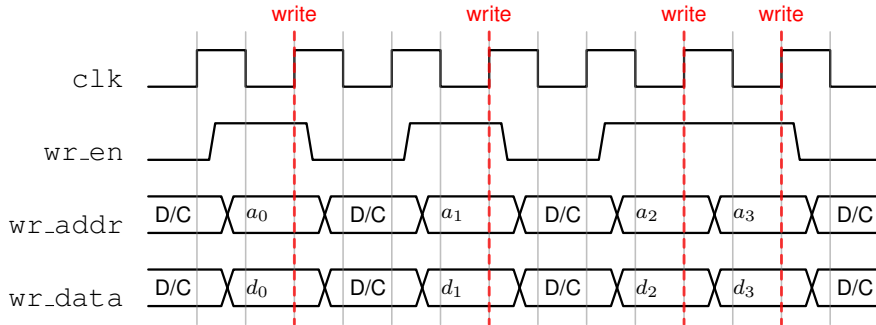 write write write write
clk
wr_en
wr_addr D/C a₀ D/C a₁ D/C a₂ a₃ D/C
wr_data D/C d₀ D/C d₁ D/C d₂ d₃ D/C